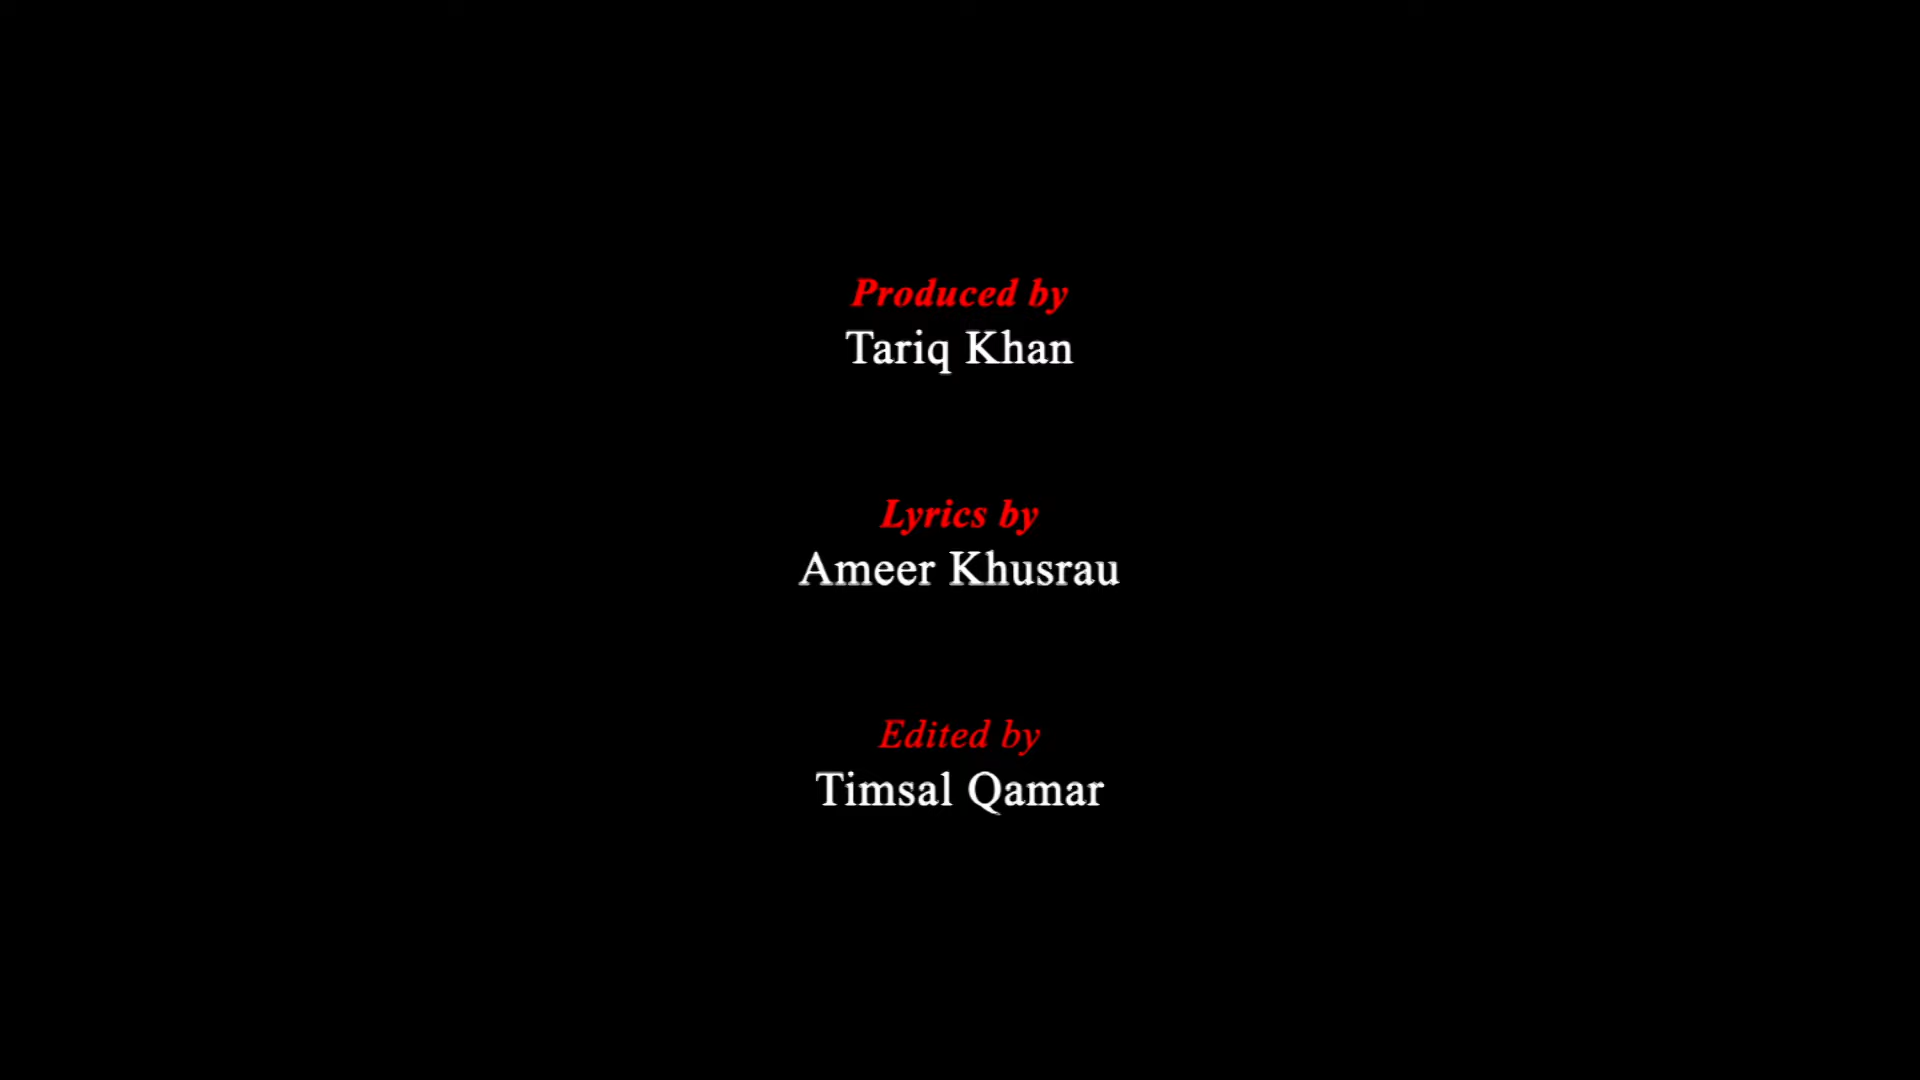 Produced by
Tariq Khan
Lyrics by
Ameer Khusrau
Edited by
Timsal Qamar